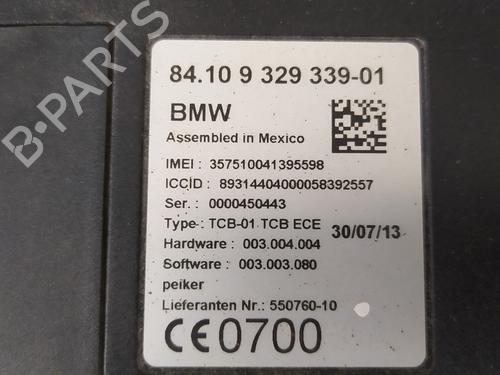 84.10 9 329 339-01
BMW
Assembled in Mexico
IMEI : 357510041395598
ICCID : 89314404000058392557
Ser. : 0000450443
Type : TCB-01 TCB ECE 30/07/13
Hardware : 003.004.004
Software : 003.003.080
peiker
Lieferanten Nr.: 550760-10
CE 0700
B-PARTS